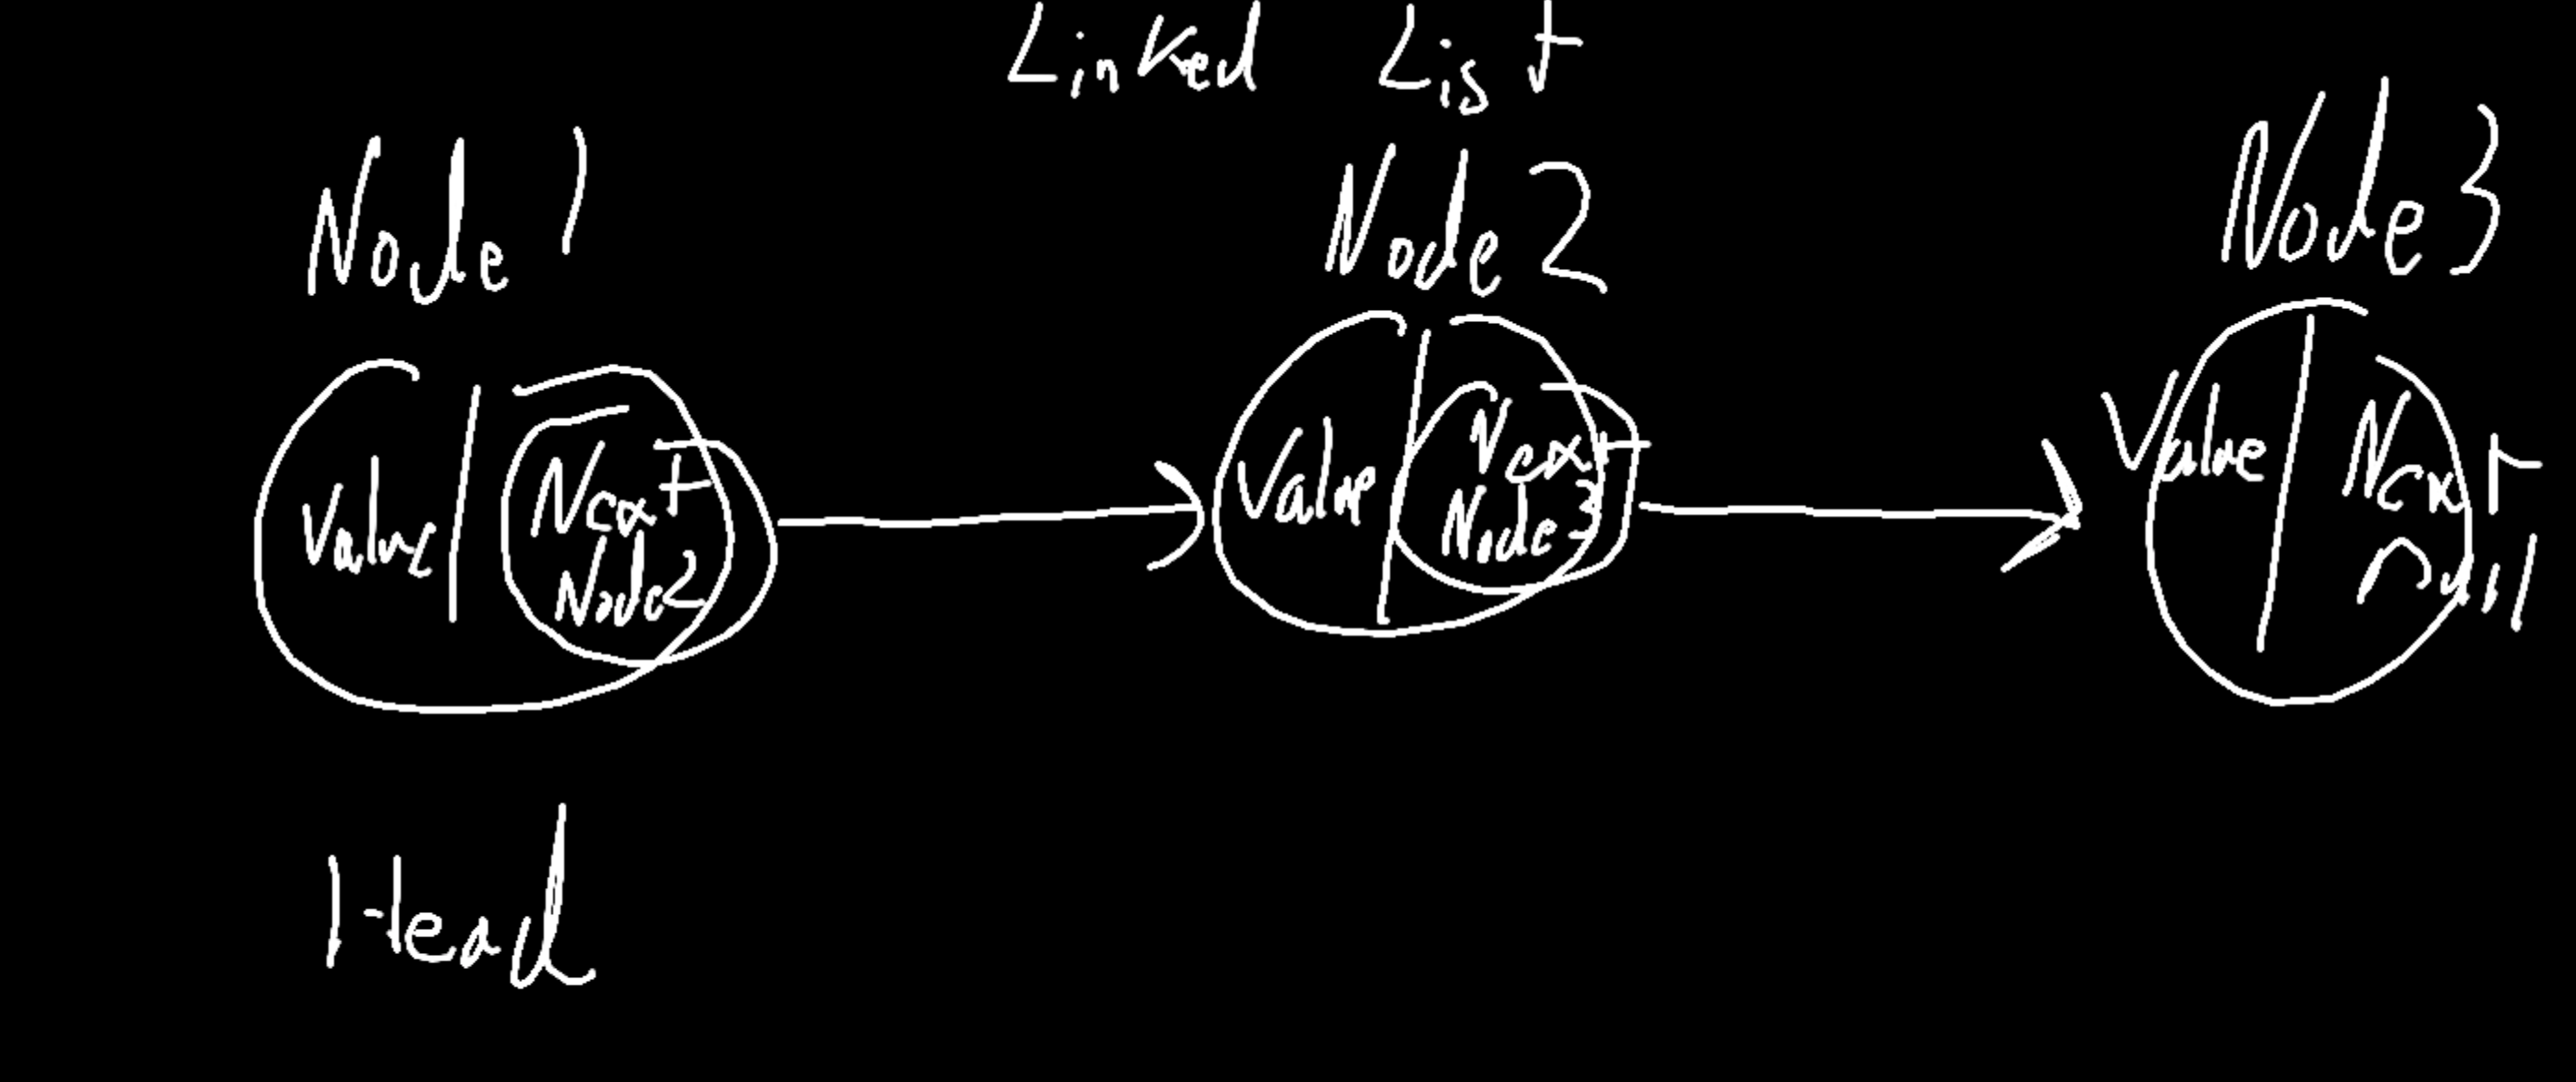 Linked List
Node 1
Node 2
Node 3
Value
Next
Node2
Value
Next
Node3
Value
Next
null
Head